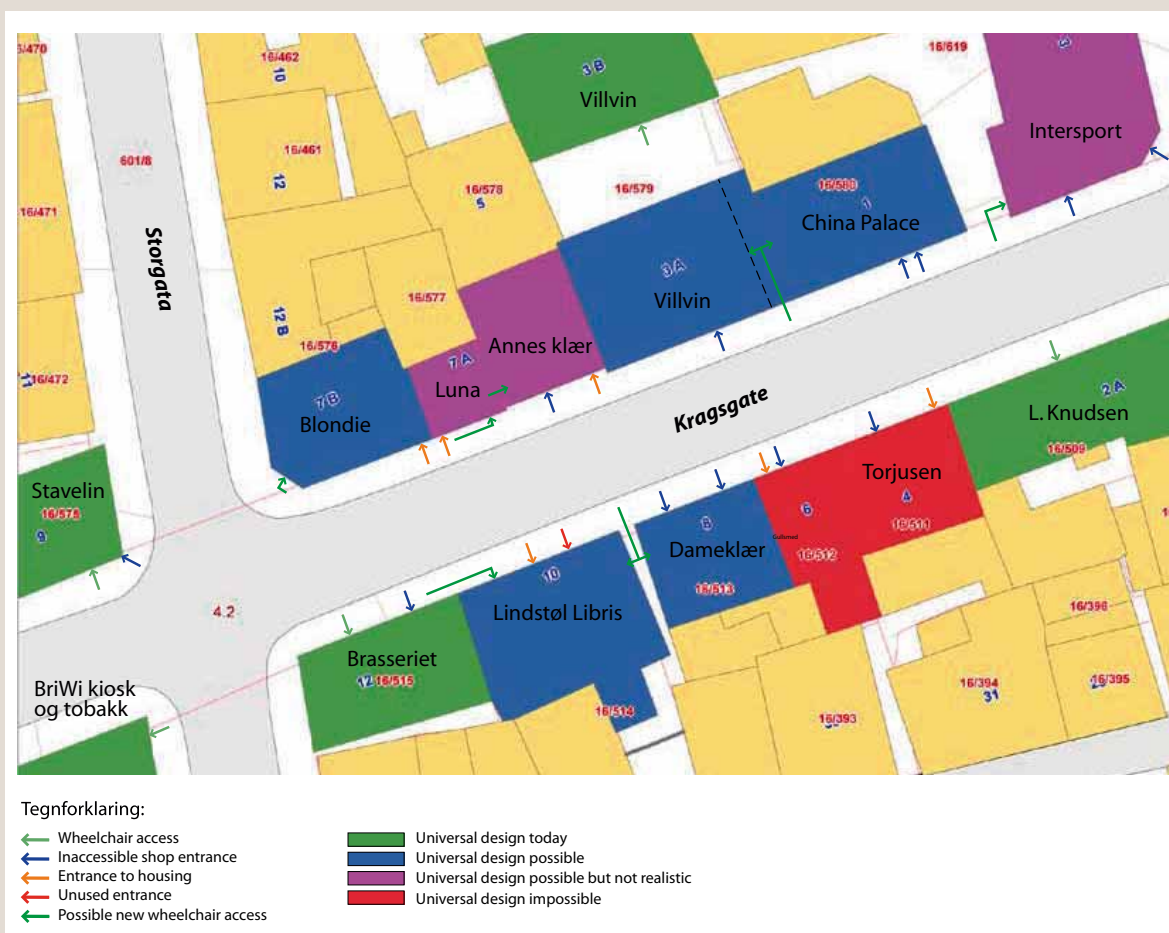 16/470
16/462
10
3 B
Villvin
16/619
3
Intersport
601/8
16/461
12
16/578
5
16/579
16/580
1
China Palace
16/471
Storgata
3 A
Villvin
16/577
12 B
16/576
7 A
Annes klær
Luna
7 B
Blondie
11
16/472
Kragsgate
2 A
L. Knudsen
16/509
Stavelin
16/575
9
Torjusen
4
16/511
6
8
Dameklær
Gullsmed
16/512
16/513
10
Lindstøl Libris
4.2
16/396
Brasseriet
12
16/515
BriWi kiosk
og tobakk
16/514
16/393
16/394
31
16/395
Tegnforklaring:
Wheelchair access
Inaccessible shop entrance
Entrance to housing
Unused entrance
Possible new wheelchair access
Universal design today
Universal design possible
Universal design possible but not realistic
Universal design impossible